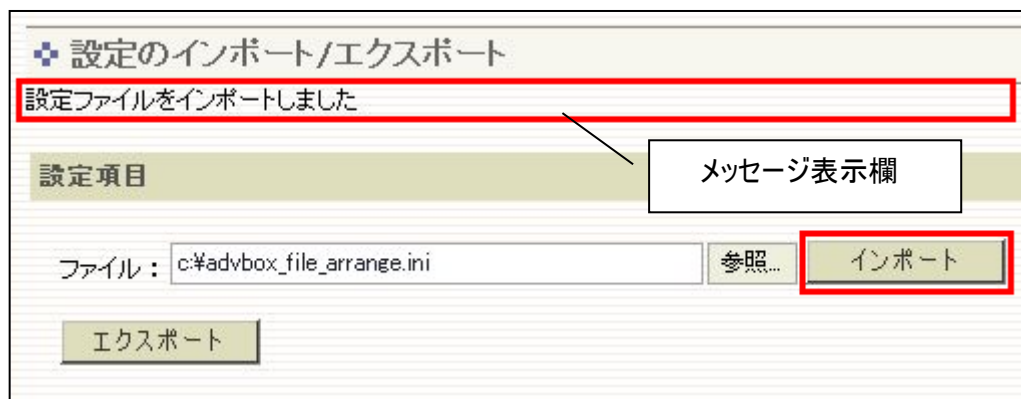 設定のインポート/エクスポート
設定ファイルをインポートしました
メッセージ表示欄
設定項目
ファイル： c:¥advbox_file_arrange.ini 参照... インポート
エクスポート